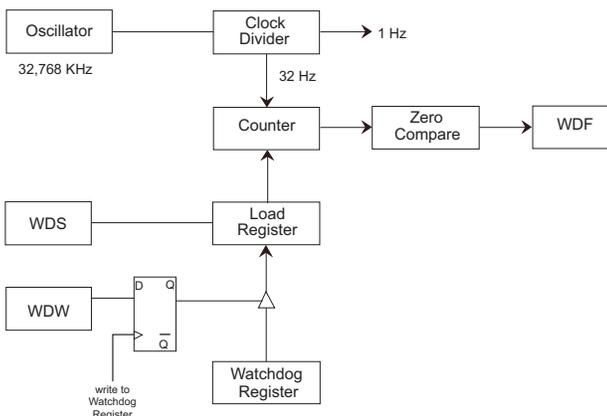 Oscillator
Clock
Divider
1 Hz
32,768 KHz
32 Hz
Counter
Zero
Compare
WDF
WDS
Load
Register
D Q
WDW
Q
write to
Watchdog
Register
Watchdog
Register